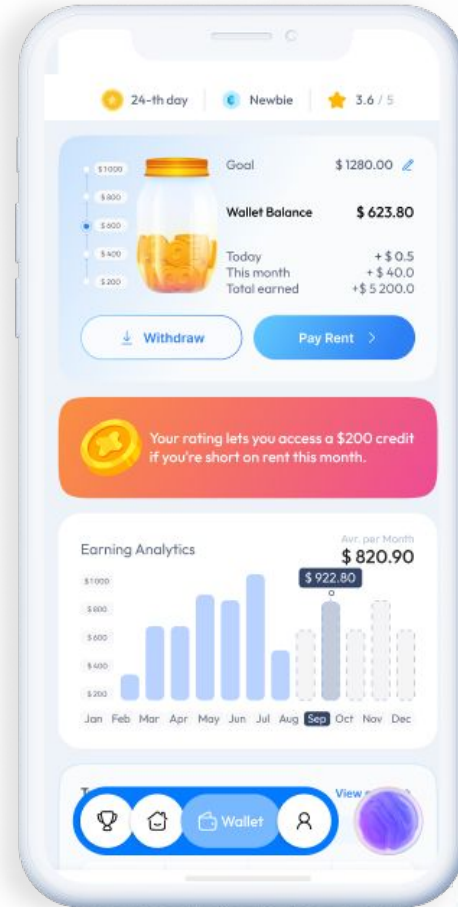 24-th day Newbie 3.6 / 5
Goal $ 1280.00
$ 1000
$ 800
$ 600
$ 400
$ 200
Wallet Balance $ 623.80
Today + $ 0.5
This month + $ 40.0
Total earned +$ 5 200.0
Withdraw Pay Rent
Your rating lets you access a $200 credit
if you're short on rent this month.
Avr. per Month
Earning Analytics $ 820.90
$ 922.80
$ 1000
$ 800
$ 600
$ 400
$ 200
Jan Feb Mar Apr May Jun Jul Aug Sep Oct Nov Dec
View
Wallet